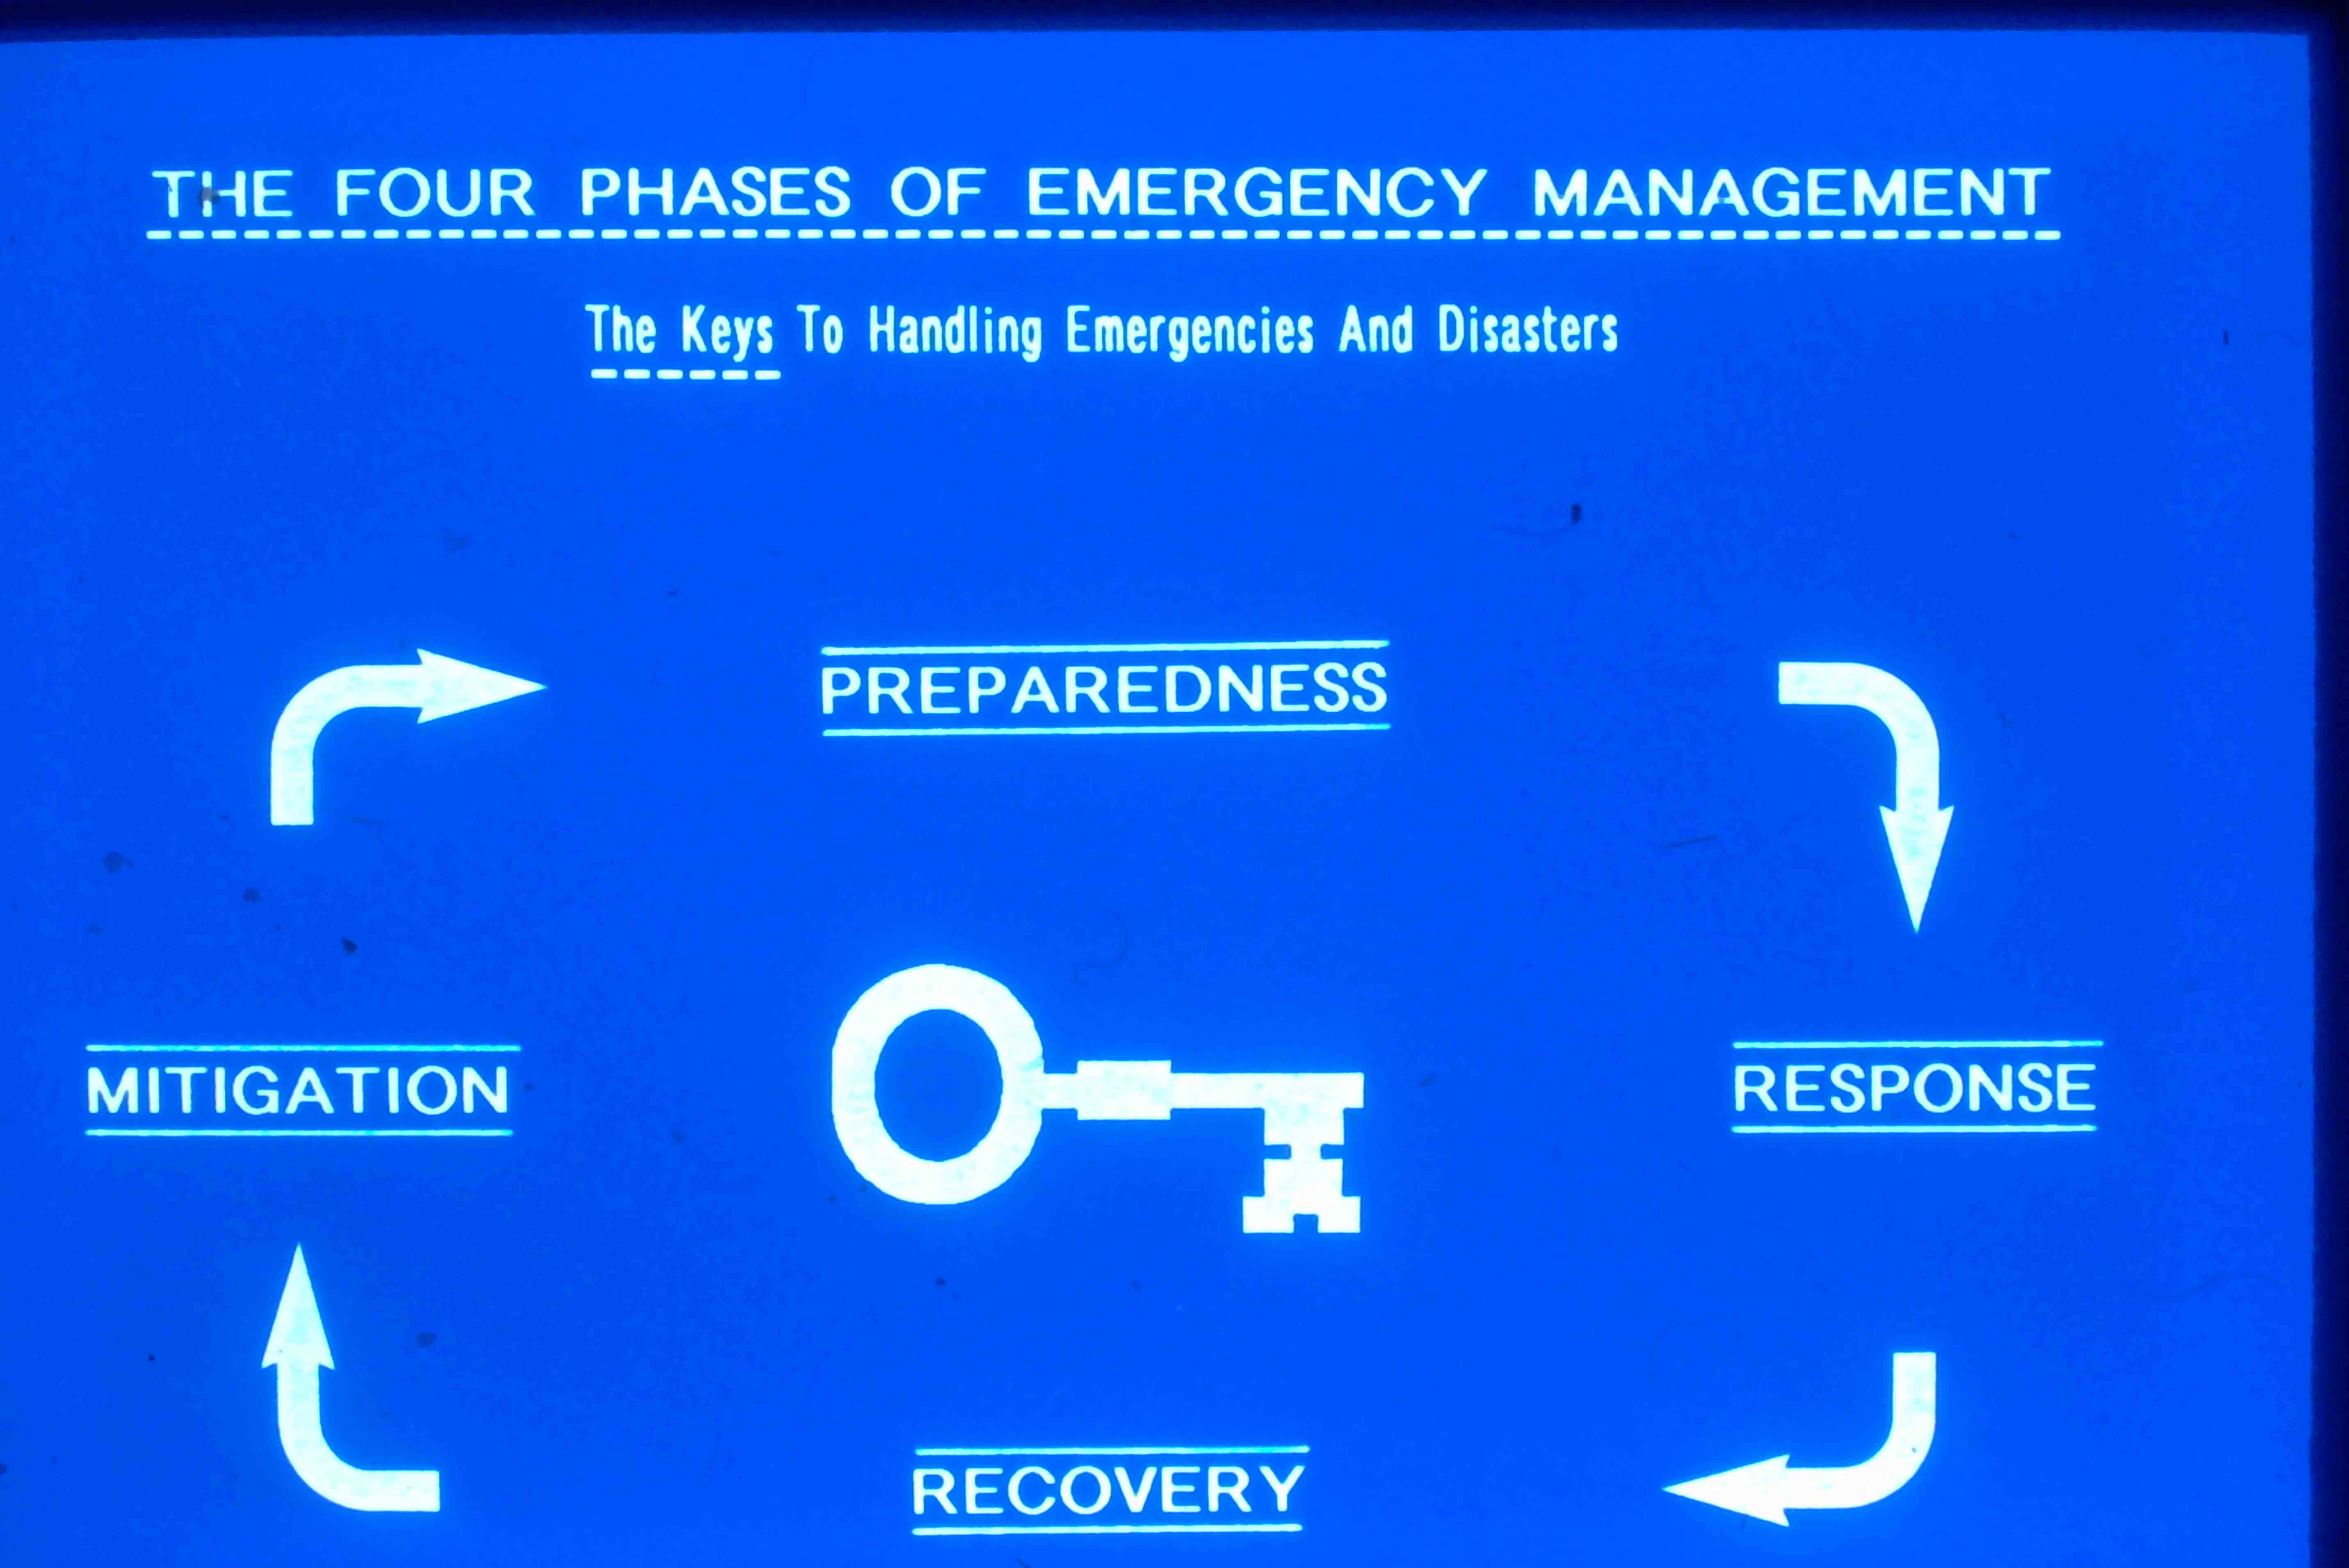 THE FOUR PHASES OF EMERGENCY MANAGEMENT
The Keys To Handling Emergencies And Disasters
PREPAREDNESS
MITIGATION
RESPONSE
RECOVERY